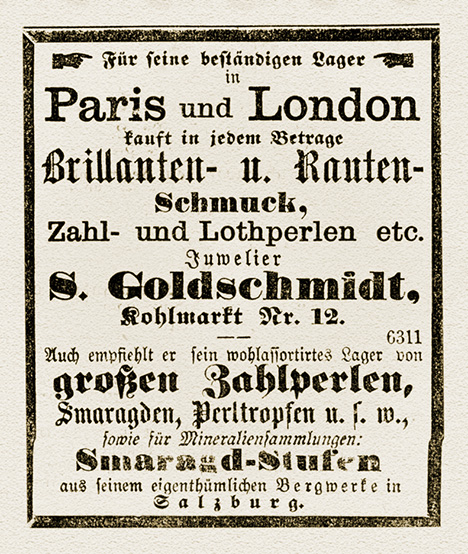 Für seine beständigen Lager
in
Paris und London
kauft in jedem Betrage
Brillanten- u. Rauten-
Schmuck,
Zahl- und Lothperlen etc.
Juwelier
S. Goldschmidt,
Kohlmarkt Nr. 12.
6311
Auch empfiehlt er sein wohlassortirtes Lager von
großen Zahlperlen,
Smaragden, Perltropfen u. s. w.,
sowie für Mineraliensammlungen:
Smaragd-Stufen
aus seinem eigenthümlichen Bergwerke in
Salzburg.